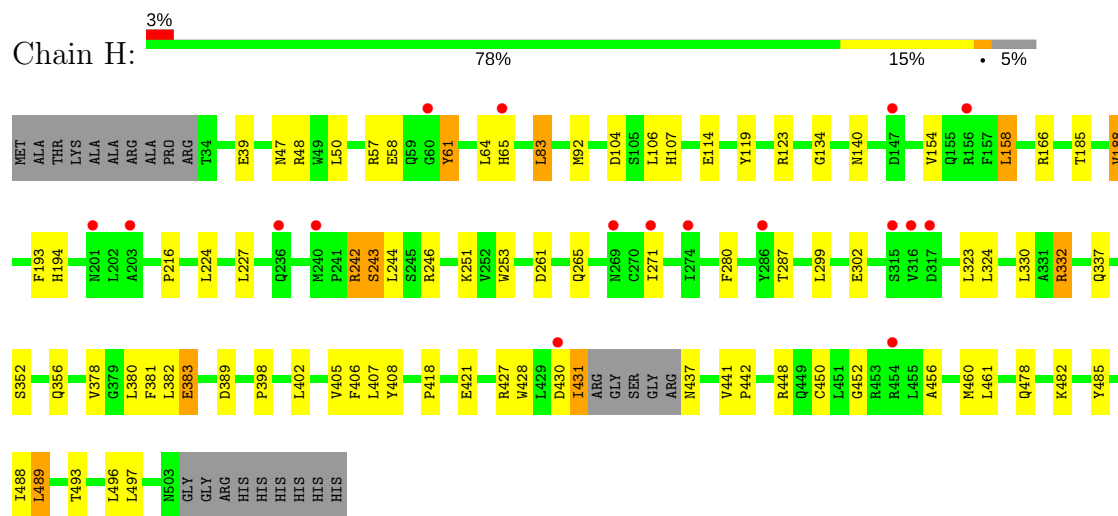 3%
Chain H:
78% 15% • 5%
MET ALA THR LYS ALA ALA ARG ALA PRO ARG T34 E39 N47 R48 W49 L50 R57 E58 Q59 G60 Y61 L64 H65 L83 M92 D104 S105 L106 H107 E114 Y119 R123 G134 N140 D147 V154 Q155 R156 F157 L158 R166 T185 V188
F193 H194 N201 L202 A203 P216 L224 L227 Q236 M240 P241 R242 S243 L244 S245 R246 K251 V252 W253 D261 Q265 N269 C270 I271 I274 F280 Y286 T287 L299 E302 S315 V316 D317 L323 L324 L330 A331 R332 Q337
S352 Q356 V378 G379 L380 F381 L382 E383 D389 P398 L402 V405 F406 L407 Y408 P418 E421 R427 W428 L429 D430 I431 ARG GLY SER GLY ARG N437 V441 P442 R448 Q449 C450 L451 G452 R453 R454 L455 A456 M460 L461 Q478 K482 Y485
I488 L489 T493 L496 L497 N503 GLY GLY ARG HIS HIS HIS HIS HIS HIS